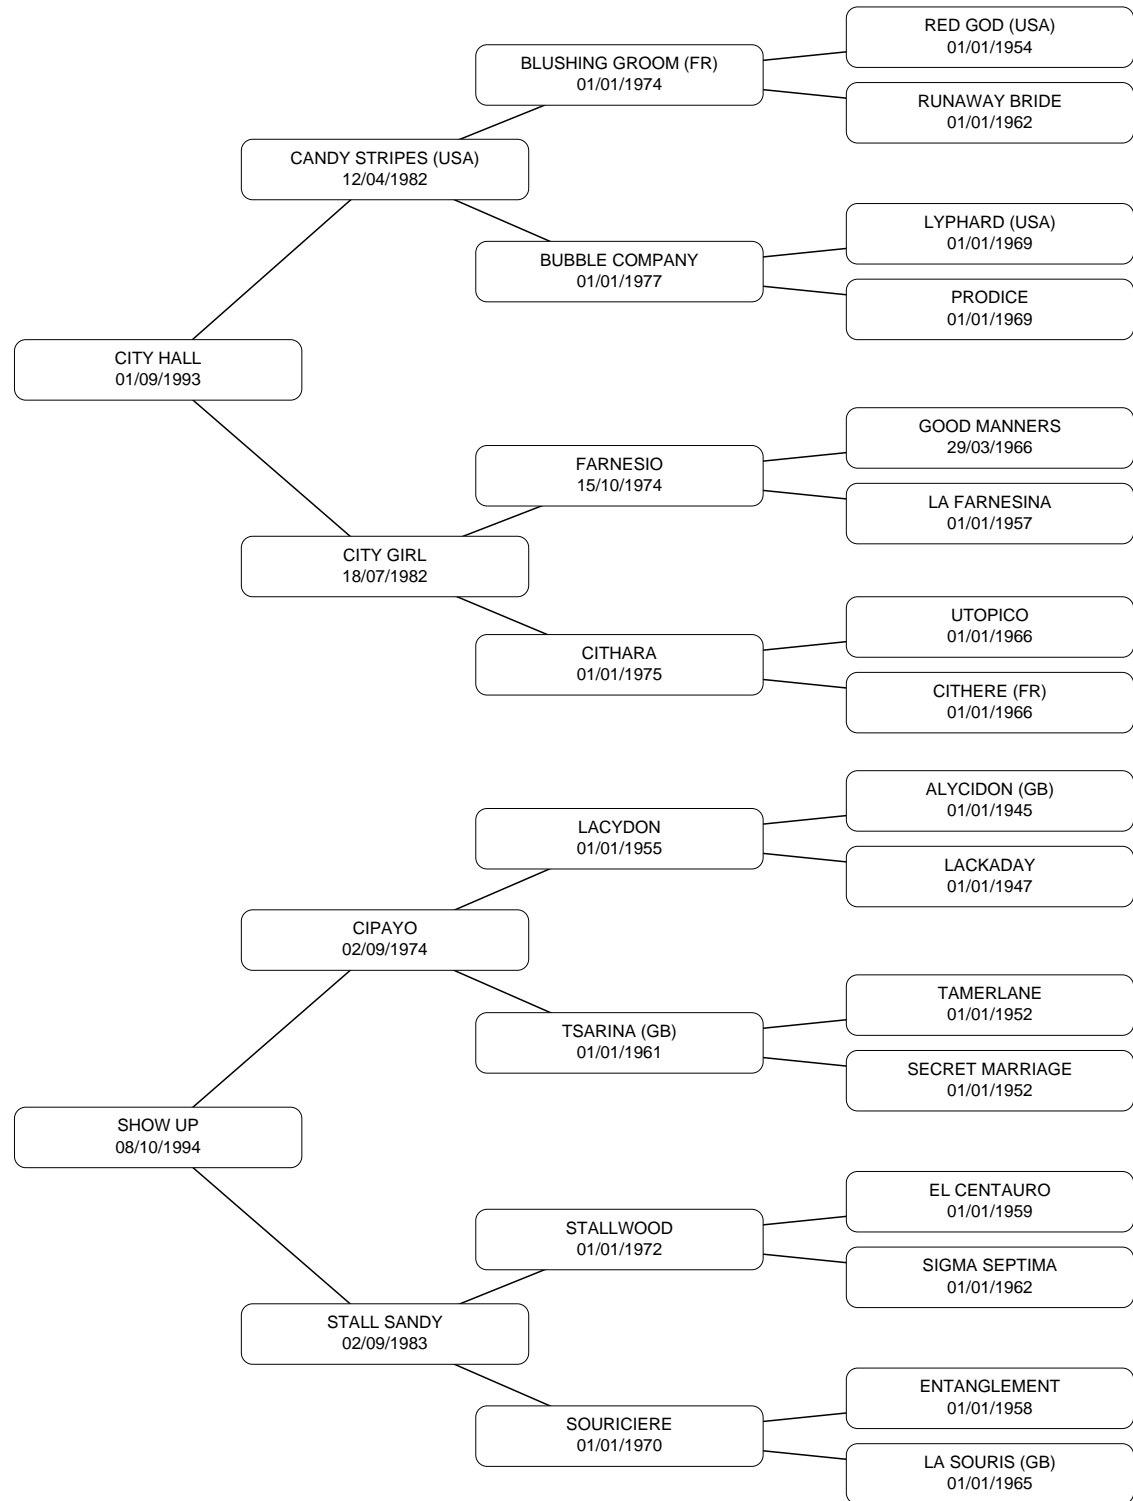 RED GOD (USA)
01/01/1954
BLUSHING GROOM (FR)
01/01/1974
RUNAWAY BRIDE
01/01/1962
CANDY STRIPES (USA)
12/04/1982
LYPHARD (USA)
01/01/1969
BUBBLE COMPANY
01/01/1977
PRODICE
01/01/1969
CITY HALL
01/09/1993
GOOD MANNERS
29/03/1966
FARNESIO
15/10/1974
LA FARNESINA
01/01/1957
CITY GIRL
18/07/1982
UTOPICO
01/01/1966
CITHARA
01/01/1975
CITHERE (FR)
01/01/1966
ALYCIDON (GB)
01/01/1945
LACYDON
01/01/1955
LACKADAY
01/01/1947
CIPAYO
02/09/1974
TAMERLANE
01/01/1952
TSARINA (GB)
01/01/1961
SECRET MARRIAGE
01/01/1952
SHOW UP
08/10/1994
EL CENTAURO
01/01/1959
STALLWOOD
01/01/1972
SIGMA SEPTIMA
01/01/1962
STALL SANDY
02/09/1983
ENTANGLEMENT
01/01/1958
SOURICIERE
01/01/1970
LA SOURIS (GB)
01/01/1965